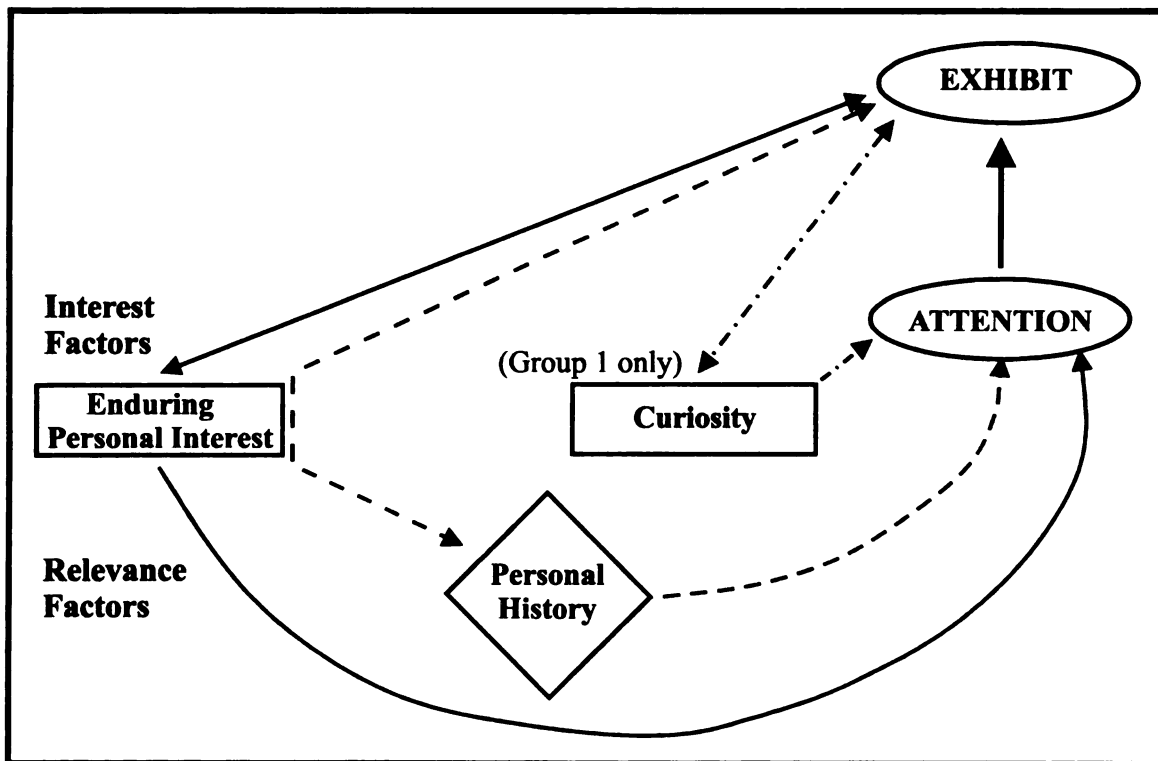 EXHIBIT
Interest
Factors
ATTENTION
(Group 1 only)
Enduring
Personal Interest
Curiosity
Relevance
Factors
Personal
History